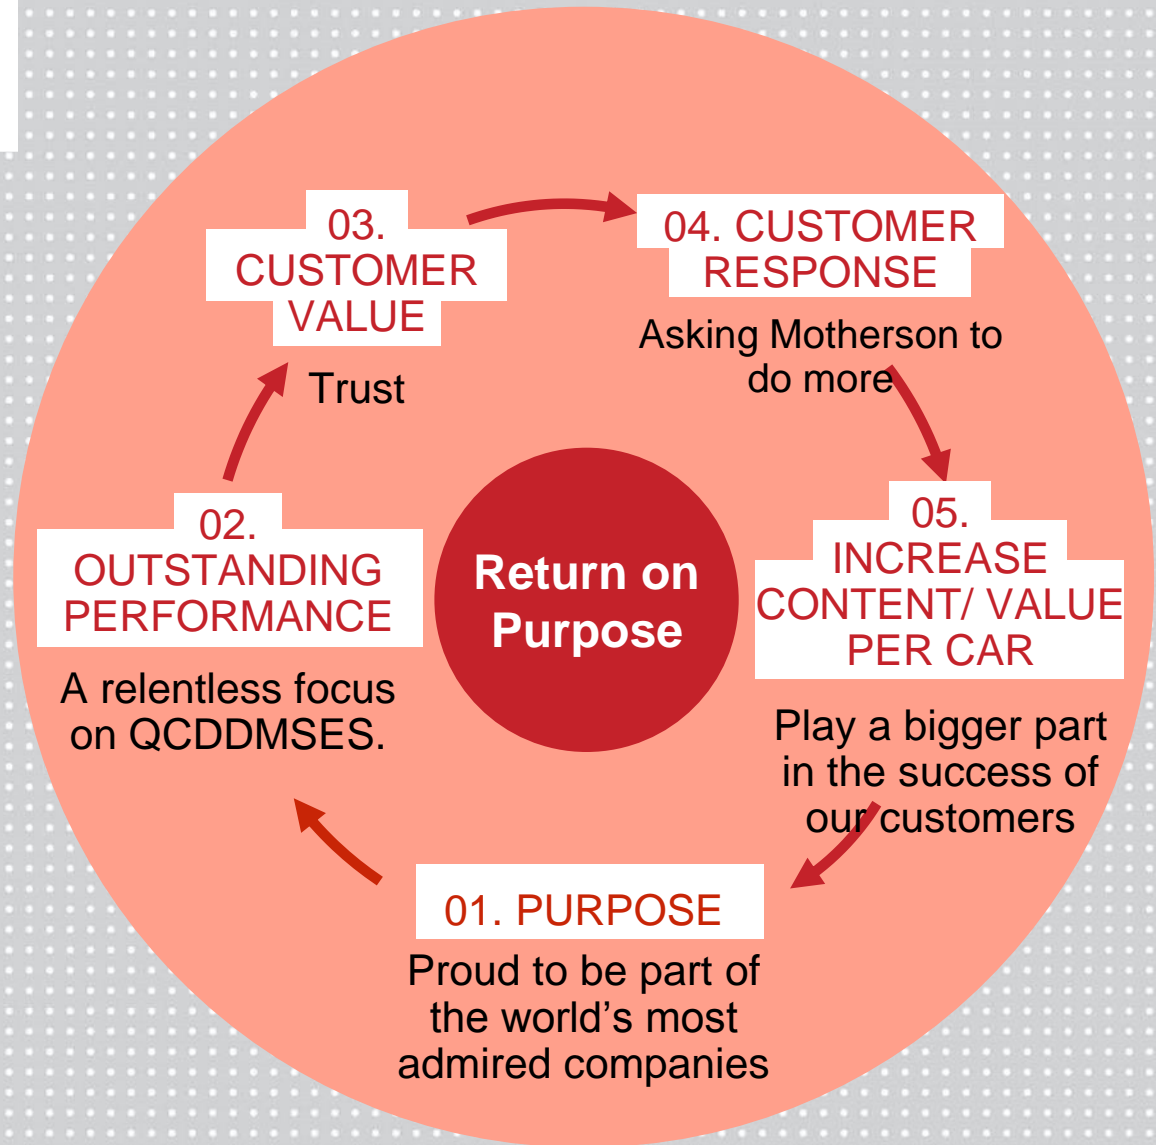 03.
CUSTOMER
VALUE
Trust
04. CUSTOMER
RESPONSE
Asking Motherson to
do more
02.
OUTSTANDING
PERFORMANCE
A relentless focus
on QCDDMSES.
Return on
Purpose
05.
INCREASE
CONTENT/ VALUE
PER CAR
Play a bigger part
in the success of
our customers
01. PURPOSE
Proud to be part of
the world’s most
admired companies